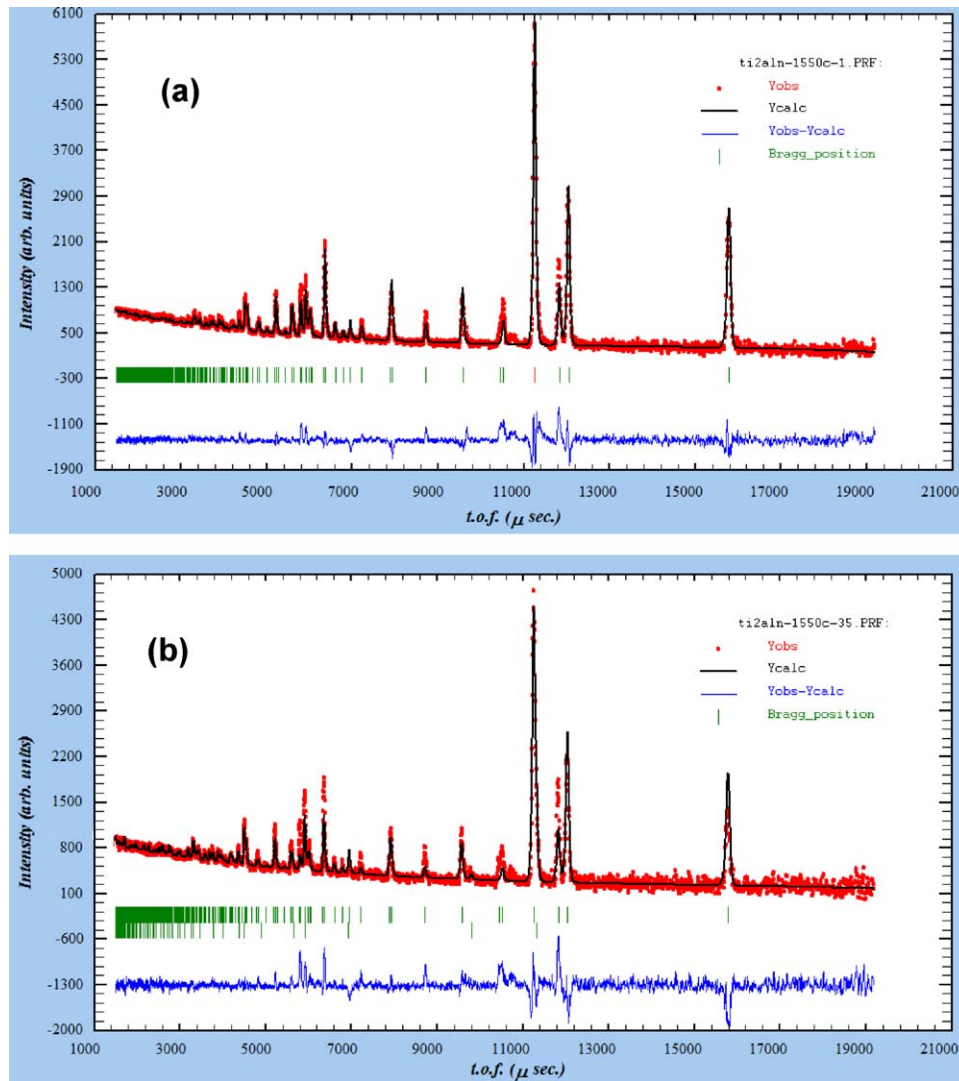 6100
(a)
ti2aln-1550c-1.PRF:
Yobs
Ycalc
Yobs-Ycalc
Bragg_position
5300
4500
3700
2900
2100
1300
500
-300
-1100
-1900
Intensity (arb. units)
1000 3000 5000 7000 9000 11000 13000 15000 17000 19000 21000
t.o.f. (μ sec.)
5000
(b)
ti2aln-1550c-35.PRF:
Yobs
Ycalc
Yobs-Ycalc
Bragg_position
4300
3600
2900
2200
1500
800
100
-600
-1300
-2000
Intensity (arb. units)
1000 3000 5000 7000 9000 11000 13000 15000 17000 19000 21000
t.o.f. (μ sec.)